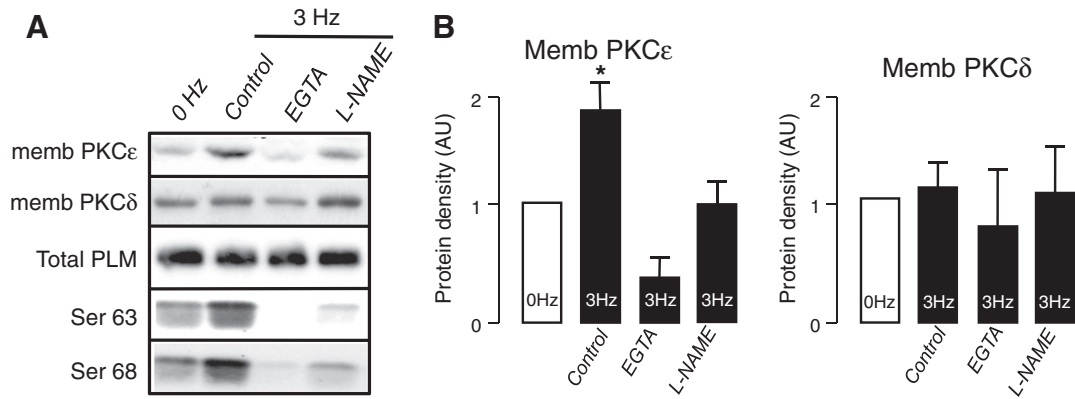 A
3 Hz
0 Hz
Control
EGTA
L-NAME
memb PKCε
memb PKCδ
Total PLM
Ser 63
Ser 68
B
Memb PKCε
*
Protein density (AU)
2
1
0
0Hz
3Hz
3Hz
3Hz
Control
EGTA
L-NAME
Memb PKCδ
Protein density (AU)
2
1
0
0Hz
3Hz
3Hz
3Hz
Control
EGTA
L-NAME